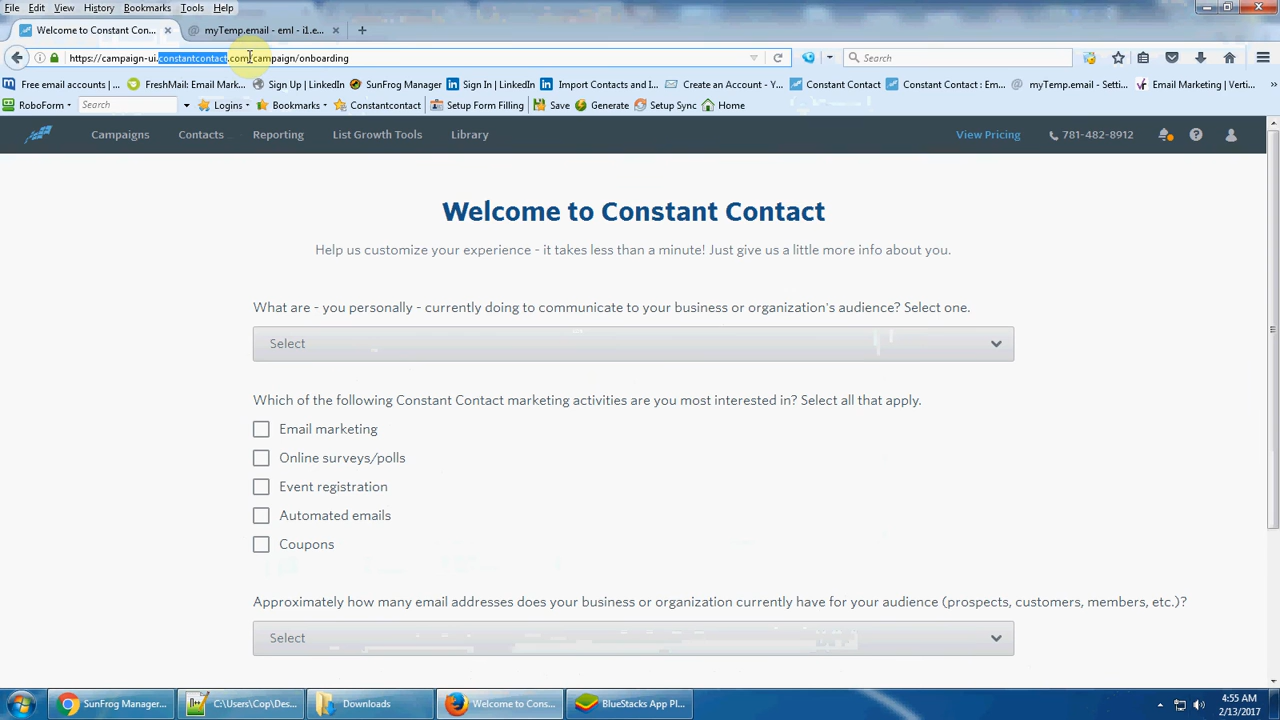 File Edit View History Bookmarks Tools Help
Welcome to Constant Con...
myTemp.email - eml - i1.e...
https://campaign-ui.constantcontact.com/campaign/onboarding
Search
Free email accounts | ...
FreshMail: Email Mark...
Sign Up | LinkedIn
SunFrog Manager
Sign In | LinkedIn
Import Contacts and I...
Create an Account - Y...
Constant Contact
Constant Contact : Em...
myTemp.email - Setti...
Email Marketing | Verti...
RoboForm
Search
Logins
Bookmarks
Constantcontact
Setup Form Filling
Save
Generate
Setup Sync
Home
Campaigns Contacts Reporting List Growth Tools Library View Pricing 781-482-8912
Welcome to Constant Contact
Help us customize your experience - it takes less than a minute! Just give us a little more info about you.
What are - you personally - currently doing to communicate to your business or organization's audience? Select one.
Select
Which of the following Constant Contact marketing activities are you most interested in? Select all that apply.
Email marketing
Online surveys/polls
Event registration
Automated emails
Coupons
Approximately how many email addresses does your business or organization currently have for your audience (prospects, customers, members, etc.)?
Select
SunFrog Manager...
C:\Users\Cop\Des...
Downloads
Welcome to Cons...
BlueStacks App Pl...
4:55 AM
2/13/2017